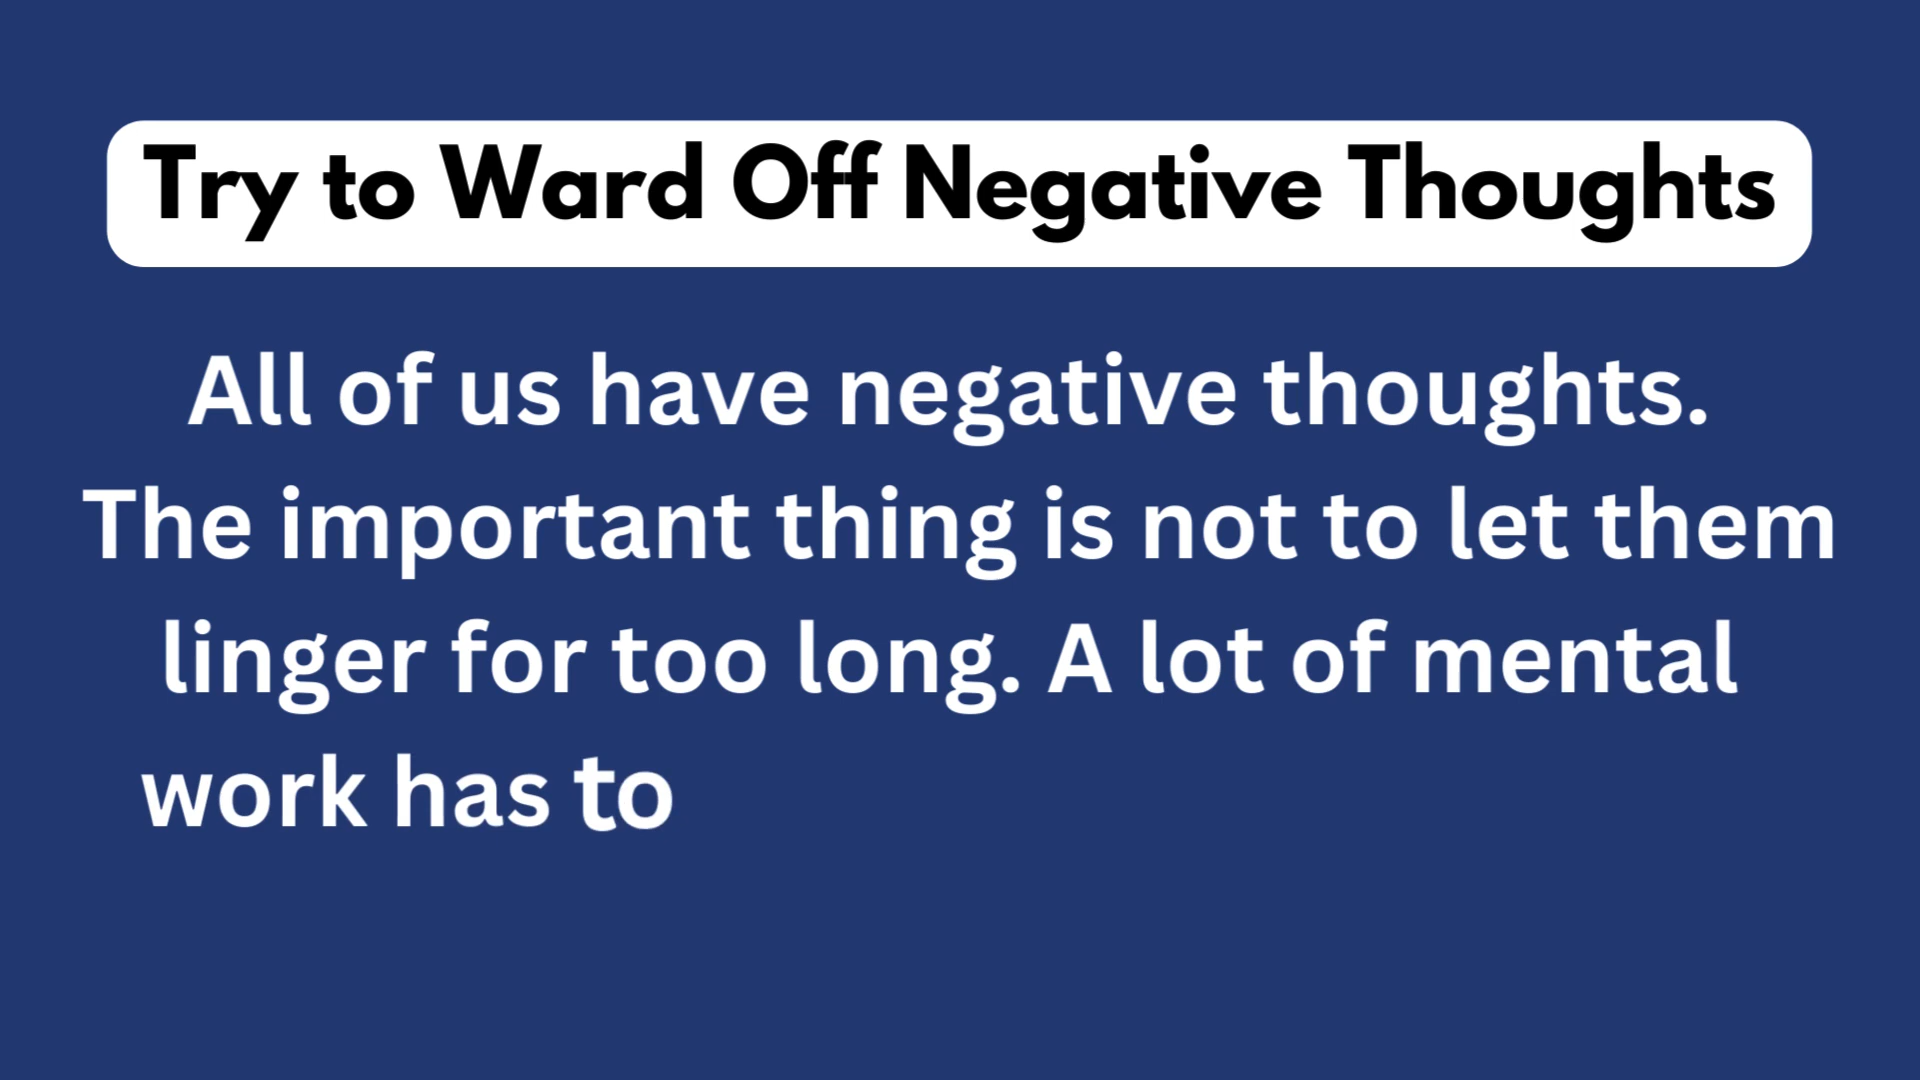 Try to Ward Off Negative Thoughts
All of us have negative thoughts.
The important thing is not to let them
linger for too long. A lot of mental
work has to